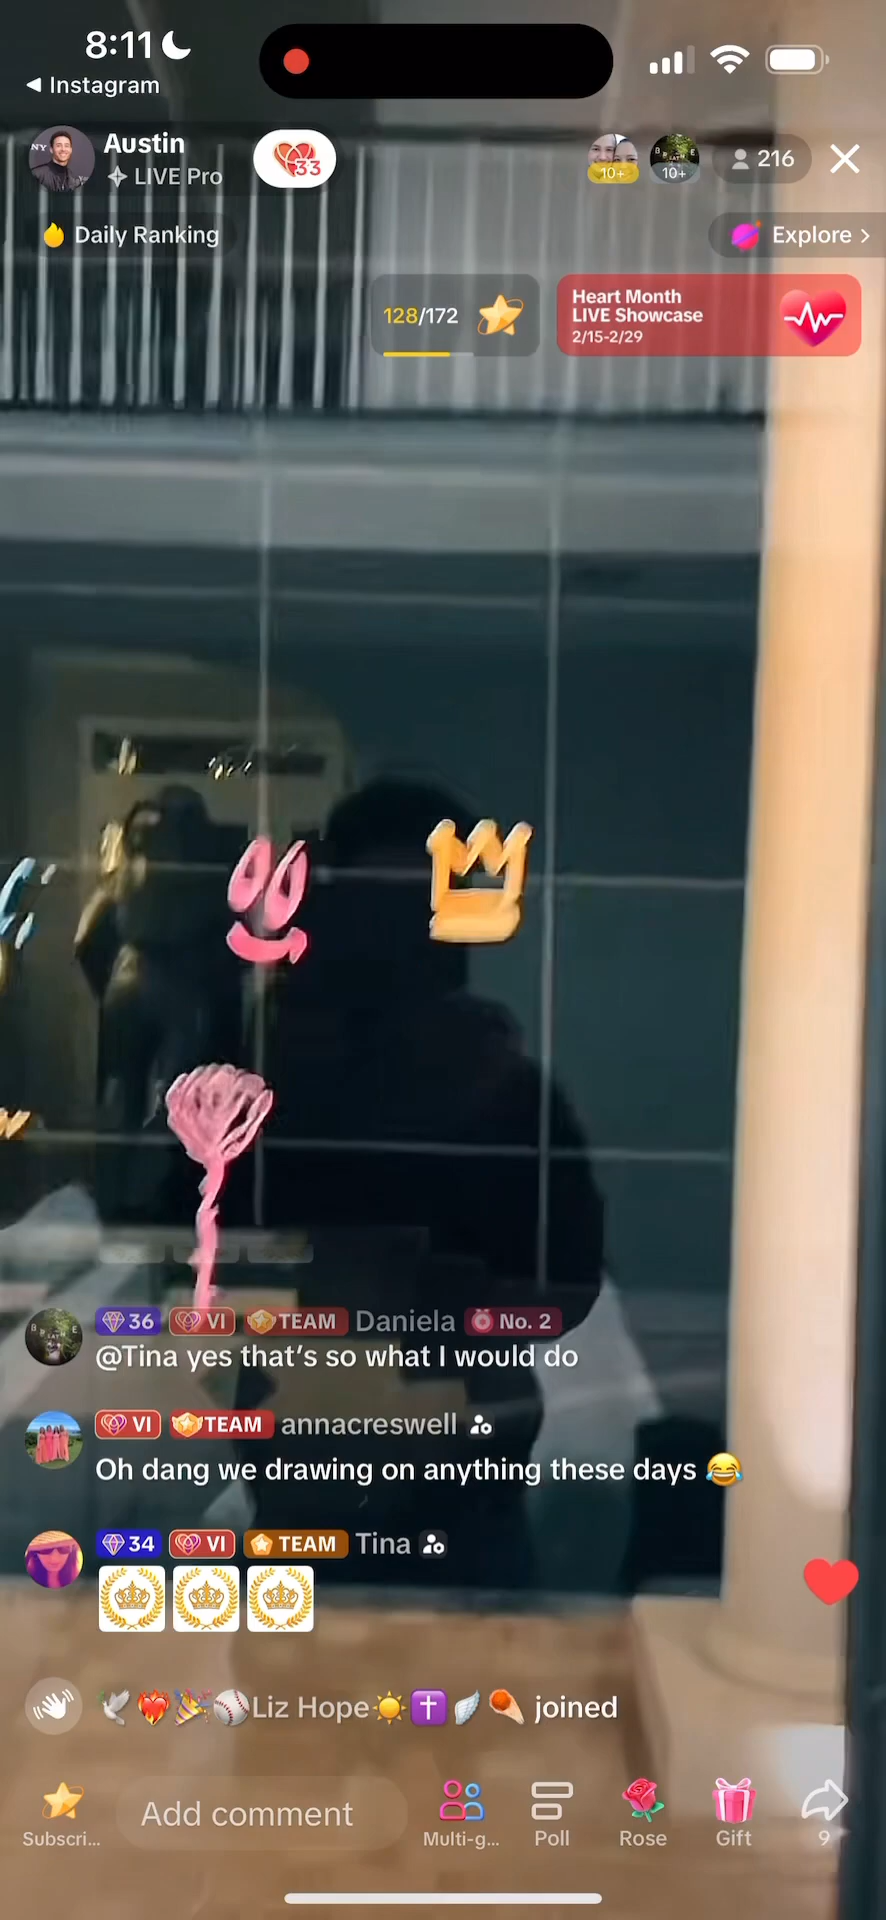 8:11
Instagram
Austin
LIVE Pro
33
10+
10+
216
Daily Ranking
Explore >
128/172
Heart Month
LIVE Showcase
2/15-2/29
36 VI TEAM Daniela No. 2
@Tina yes that's so what I would do
VI TEAM annacreswell
Oh dang we drawing on anything these days 😂
34 VI TEAM Tina
🕊️❤️‍🔥🎉⚾Liz Hope☀️✝️🪽☄️ joined
Add comment
Subscri...
Multi-g...
Poll
Rose
Gift
9